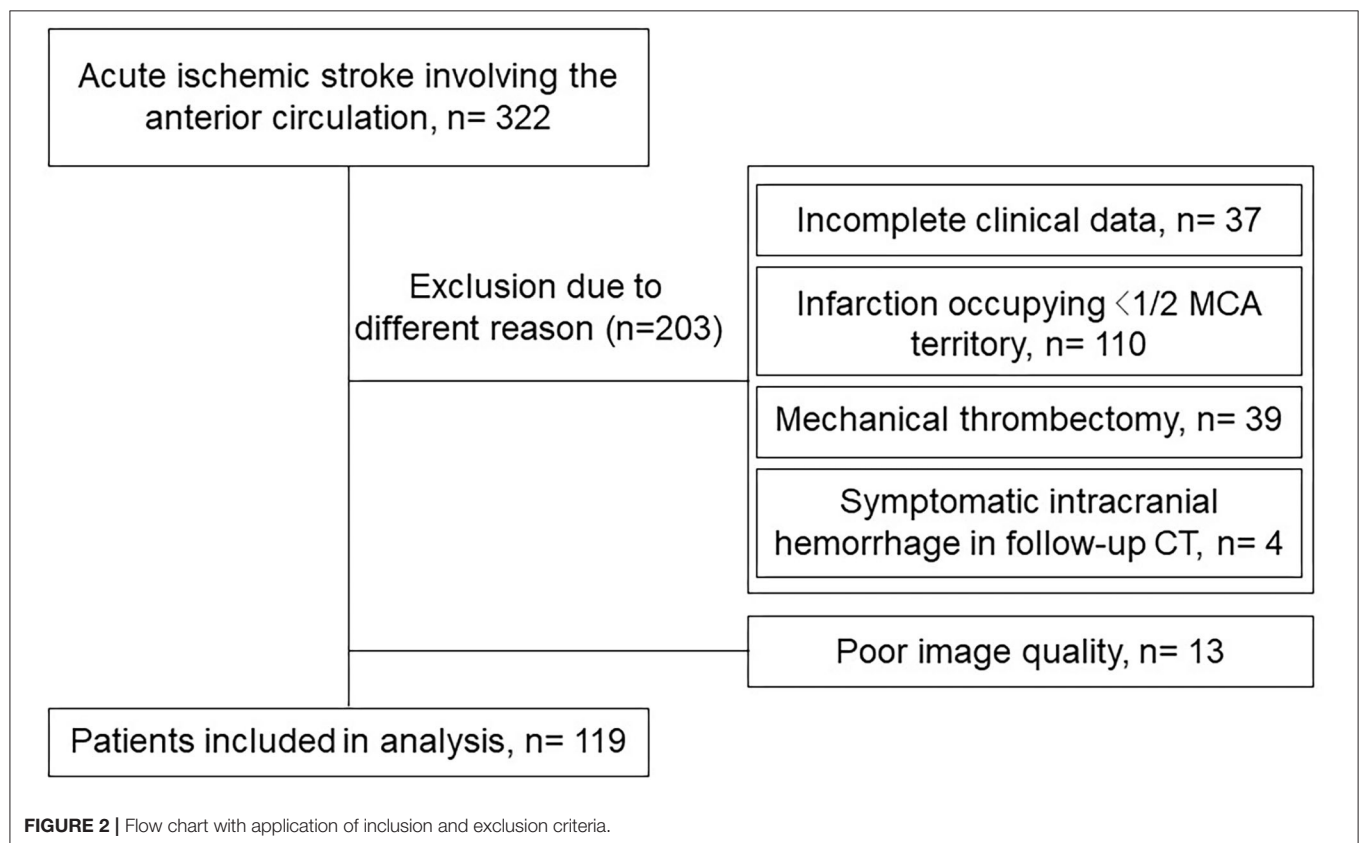 Acute ischemic stroke involving the
anterior circulation, n= 322
Incomplete clinical data, n= 37
Exclusion due to
different reason (n=203)
Infarction occupying <1/2 MCA
territory, n= 110
Mechanical thrombectomy, n= 39
Symptomatic intracranial
hemorrhage in follow-up CT, n= 4
Poor image quality, n= 13
Patients included in analysis, n= 119
FIGURE 2 | Flow chart with application of inclusion and exclusion criteria.